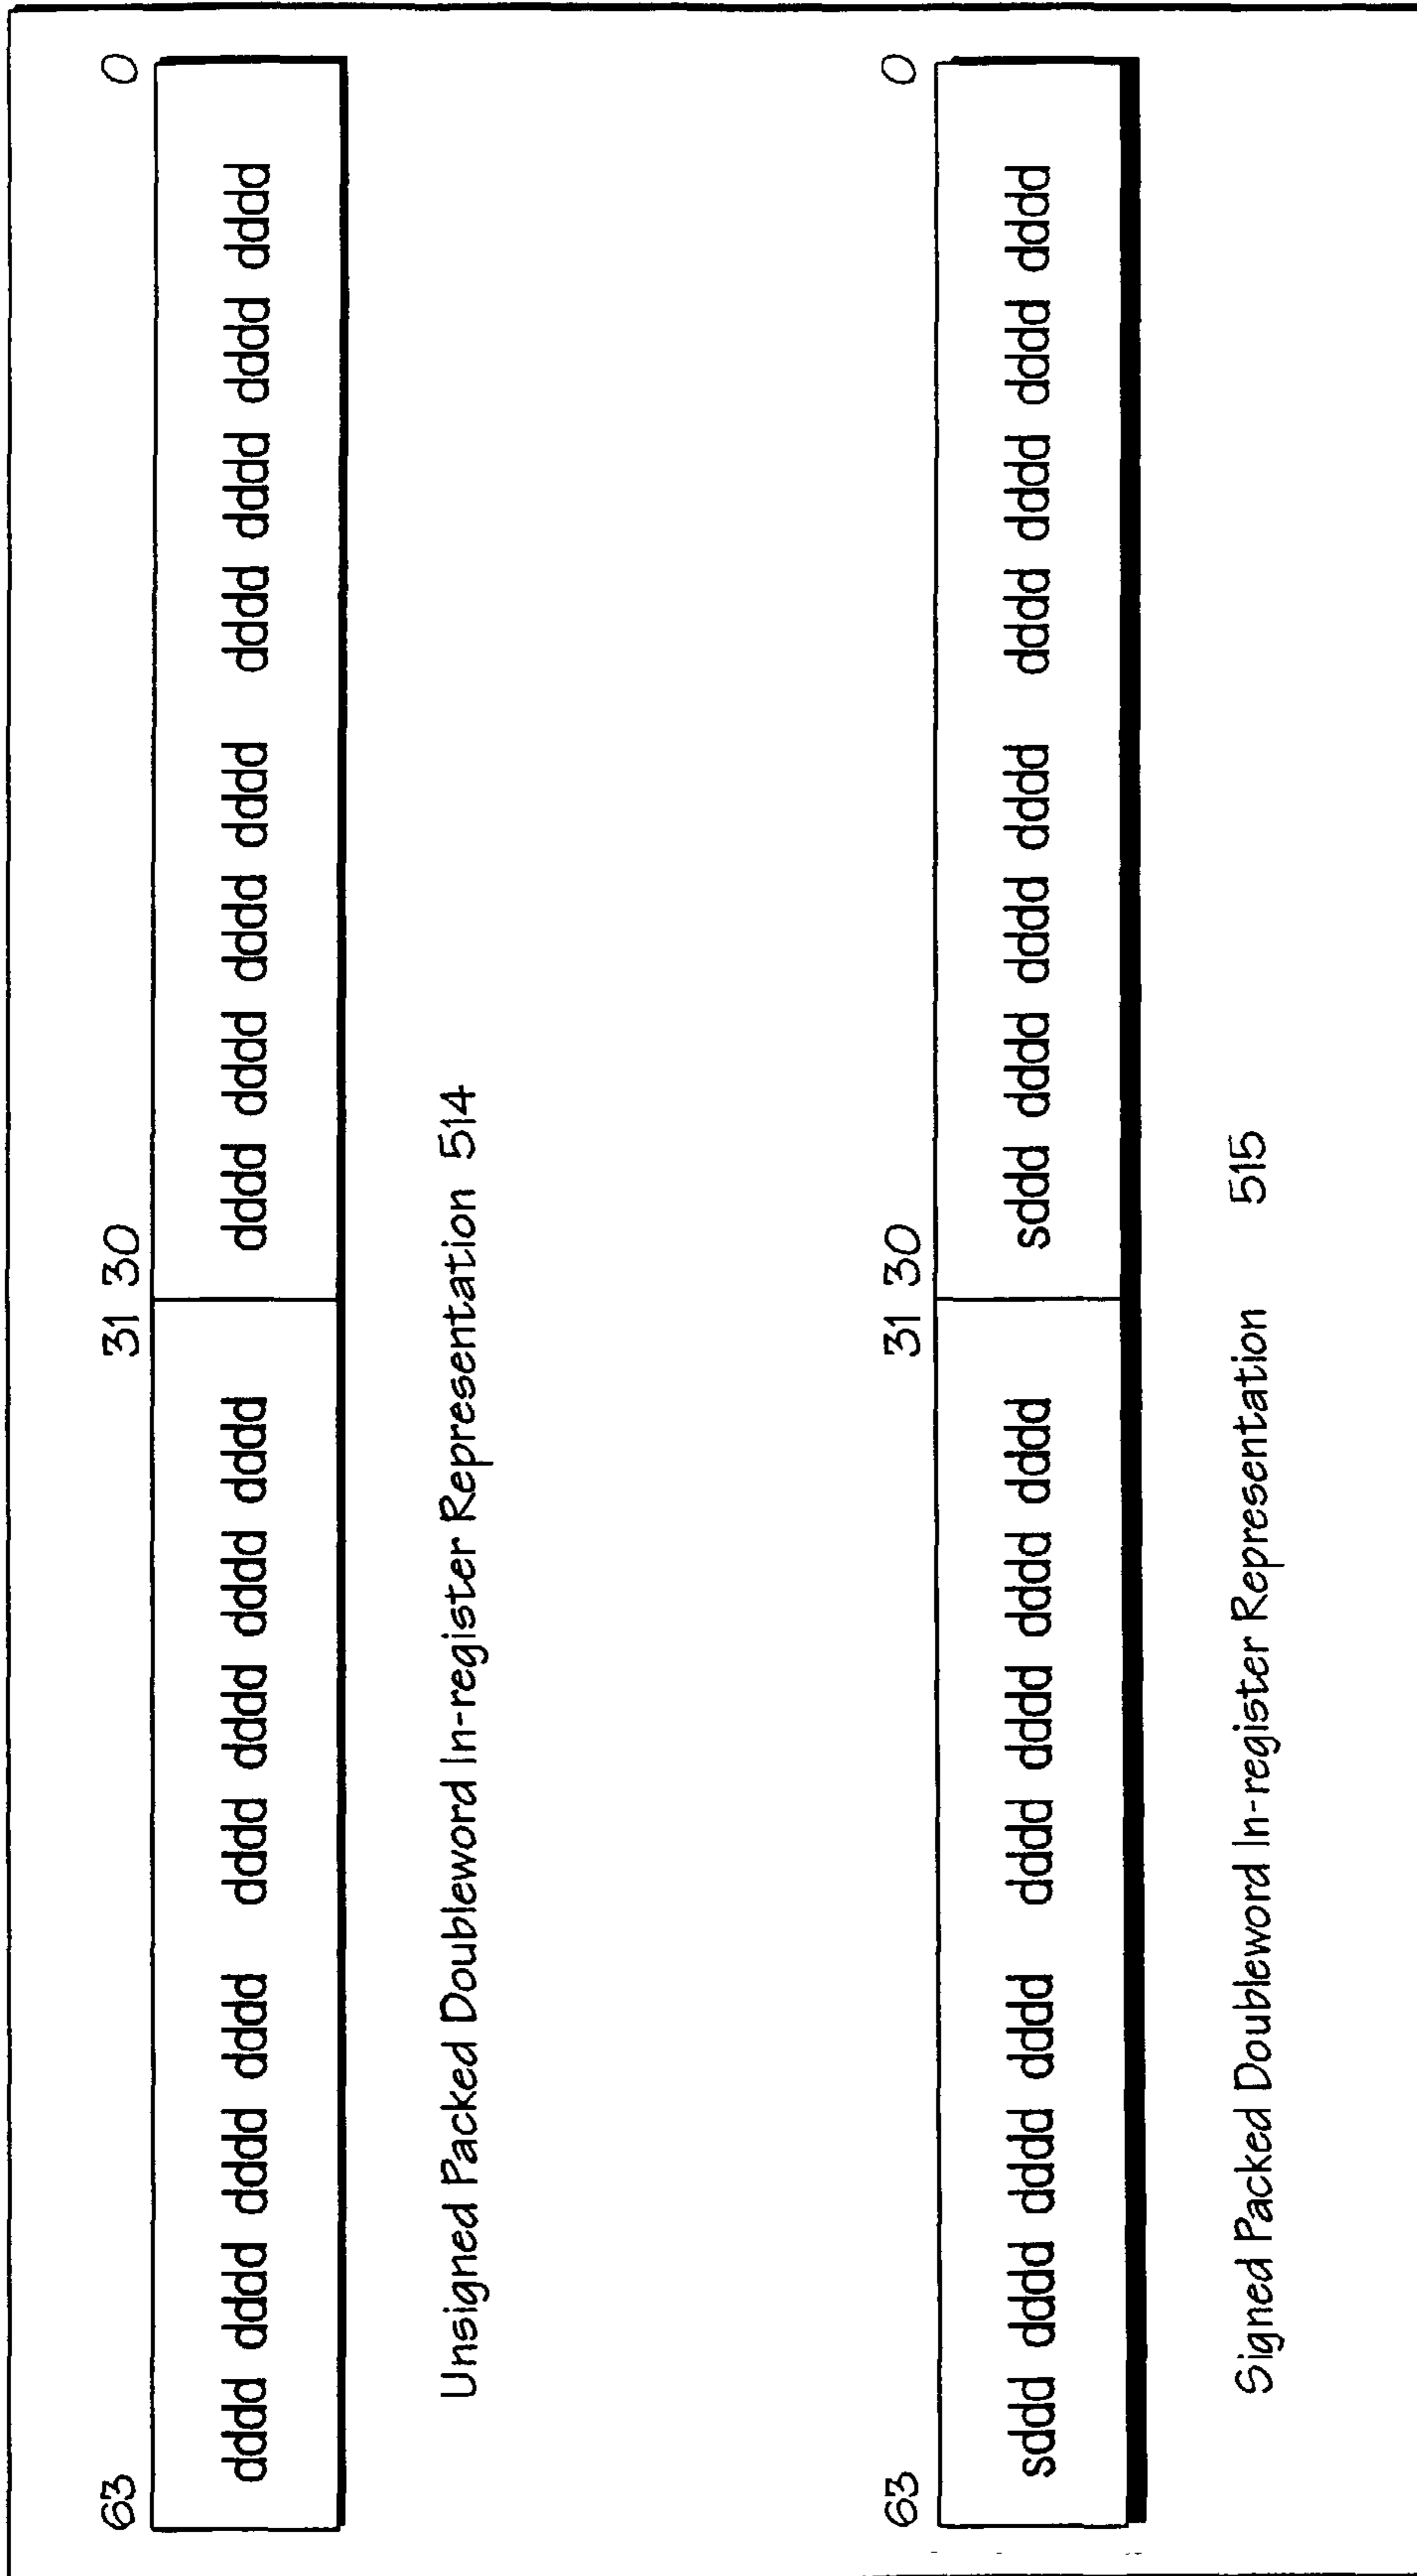 63 31 30 0
dddd dddd dddd dddd dddd dddd dddd dddd dddd dddd dddd dddd dddd dddd dddd dddd
Unsigned Packed Doubleword In-register Representation 514
63 31 30 0
sddd dddd dddd dddd dddd dddd dddd dddd sddd dddd dddd dddd dddd dddd dddd dddd
Signed Packed Doubleword In-register Representation 515